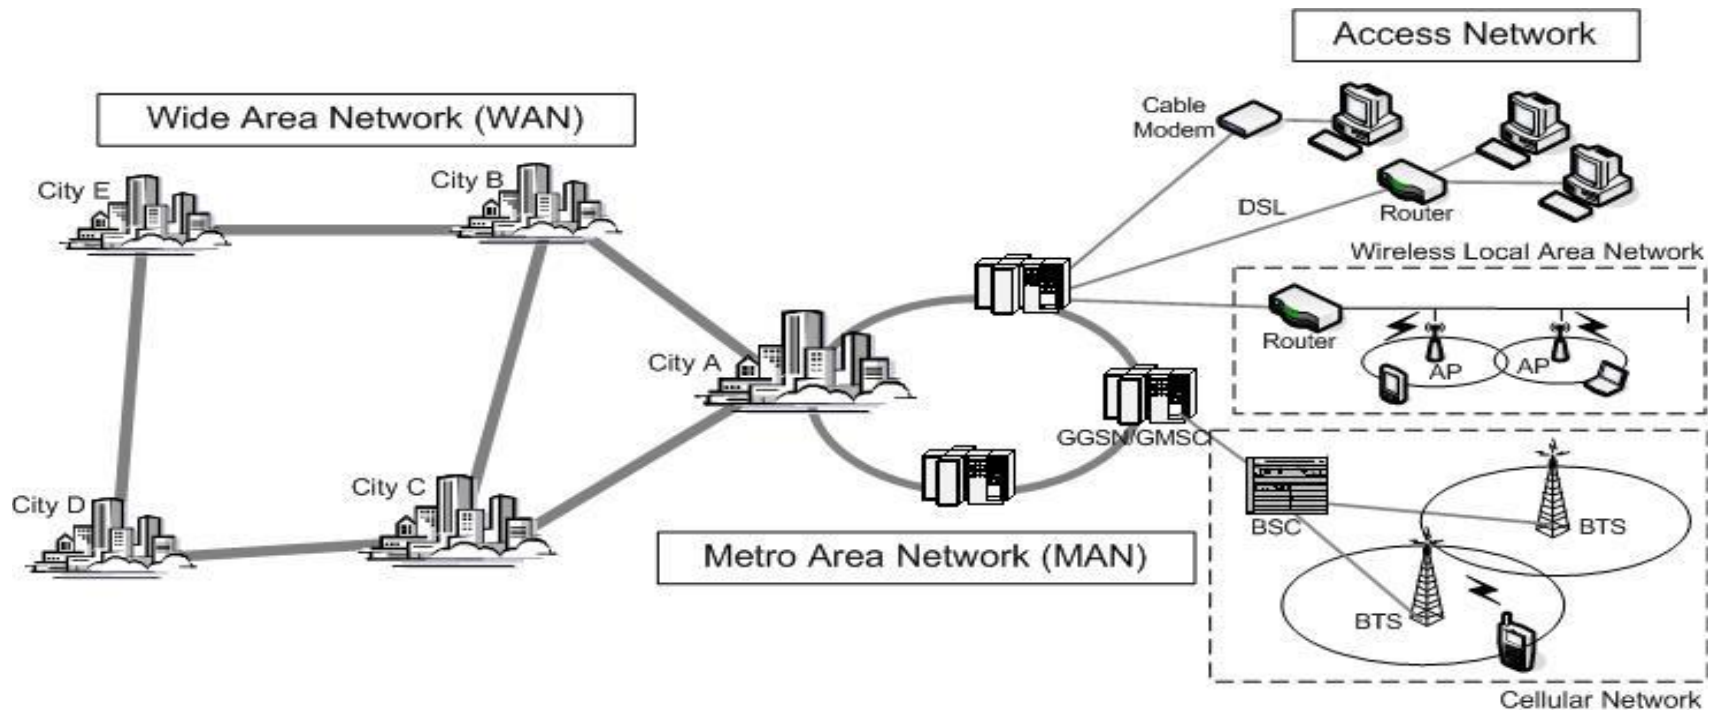 Access Network
Wide Area Network (WAN)
Cable
Modem
City E
City B
DSL
Router
Wireless Local Area Network
City A
Router
AP
AP
GGSN/GMSC
City D
City C
BSC
BTS
Metro Area Network (MAN)
BTS
Cellular Network